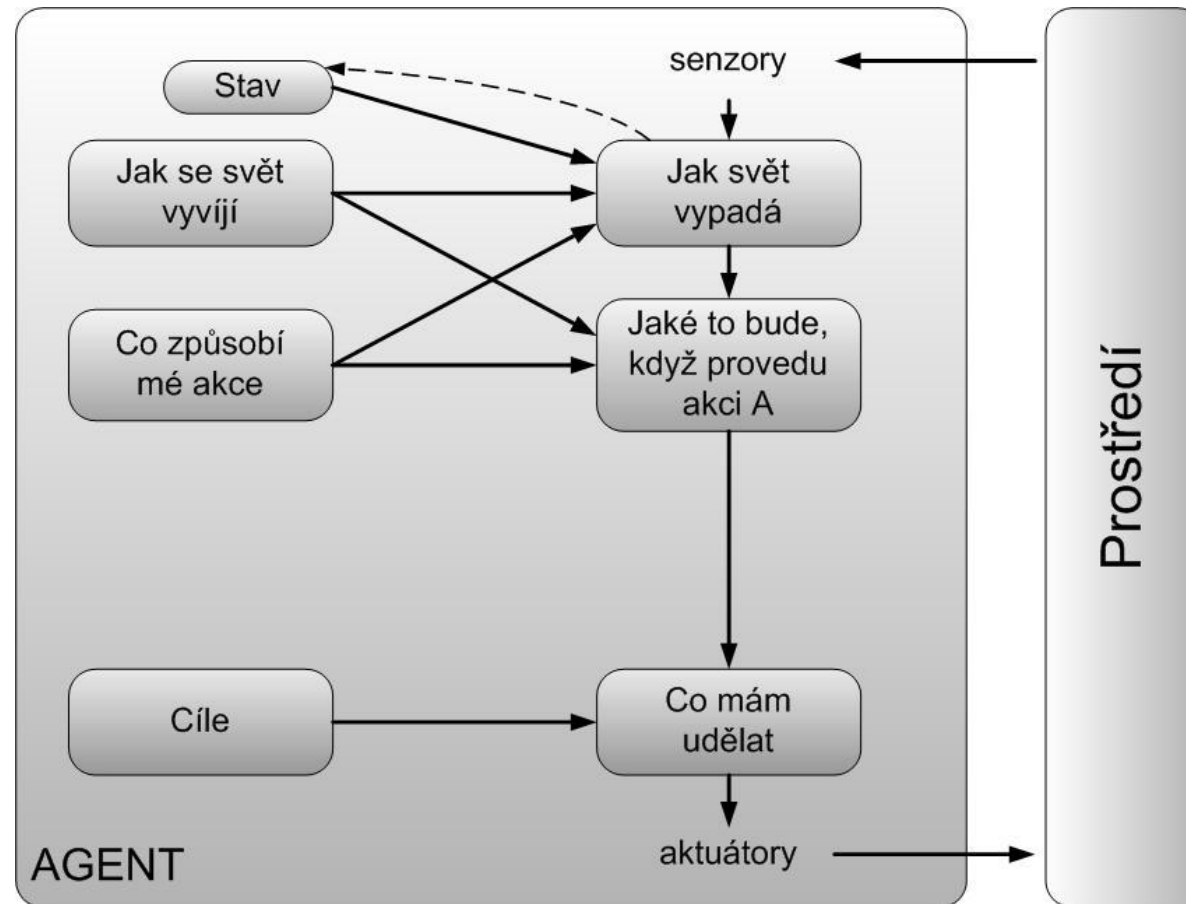 senzory
Stav
Jak se svět
vyvíjí
Jak svět
vypadá
Co způsobí
mé akce
Jaké to bude,
když provedu
akci A
Cíle
Co mám
udělat
aktuátory
AGENT
Prostředí